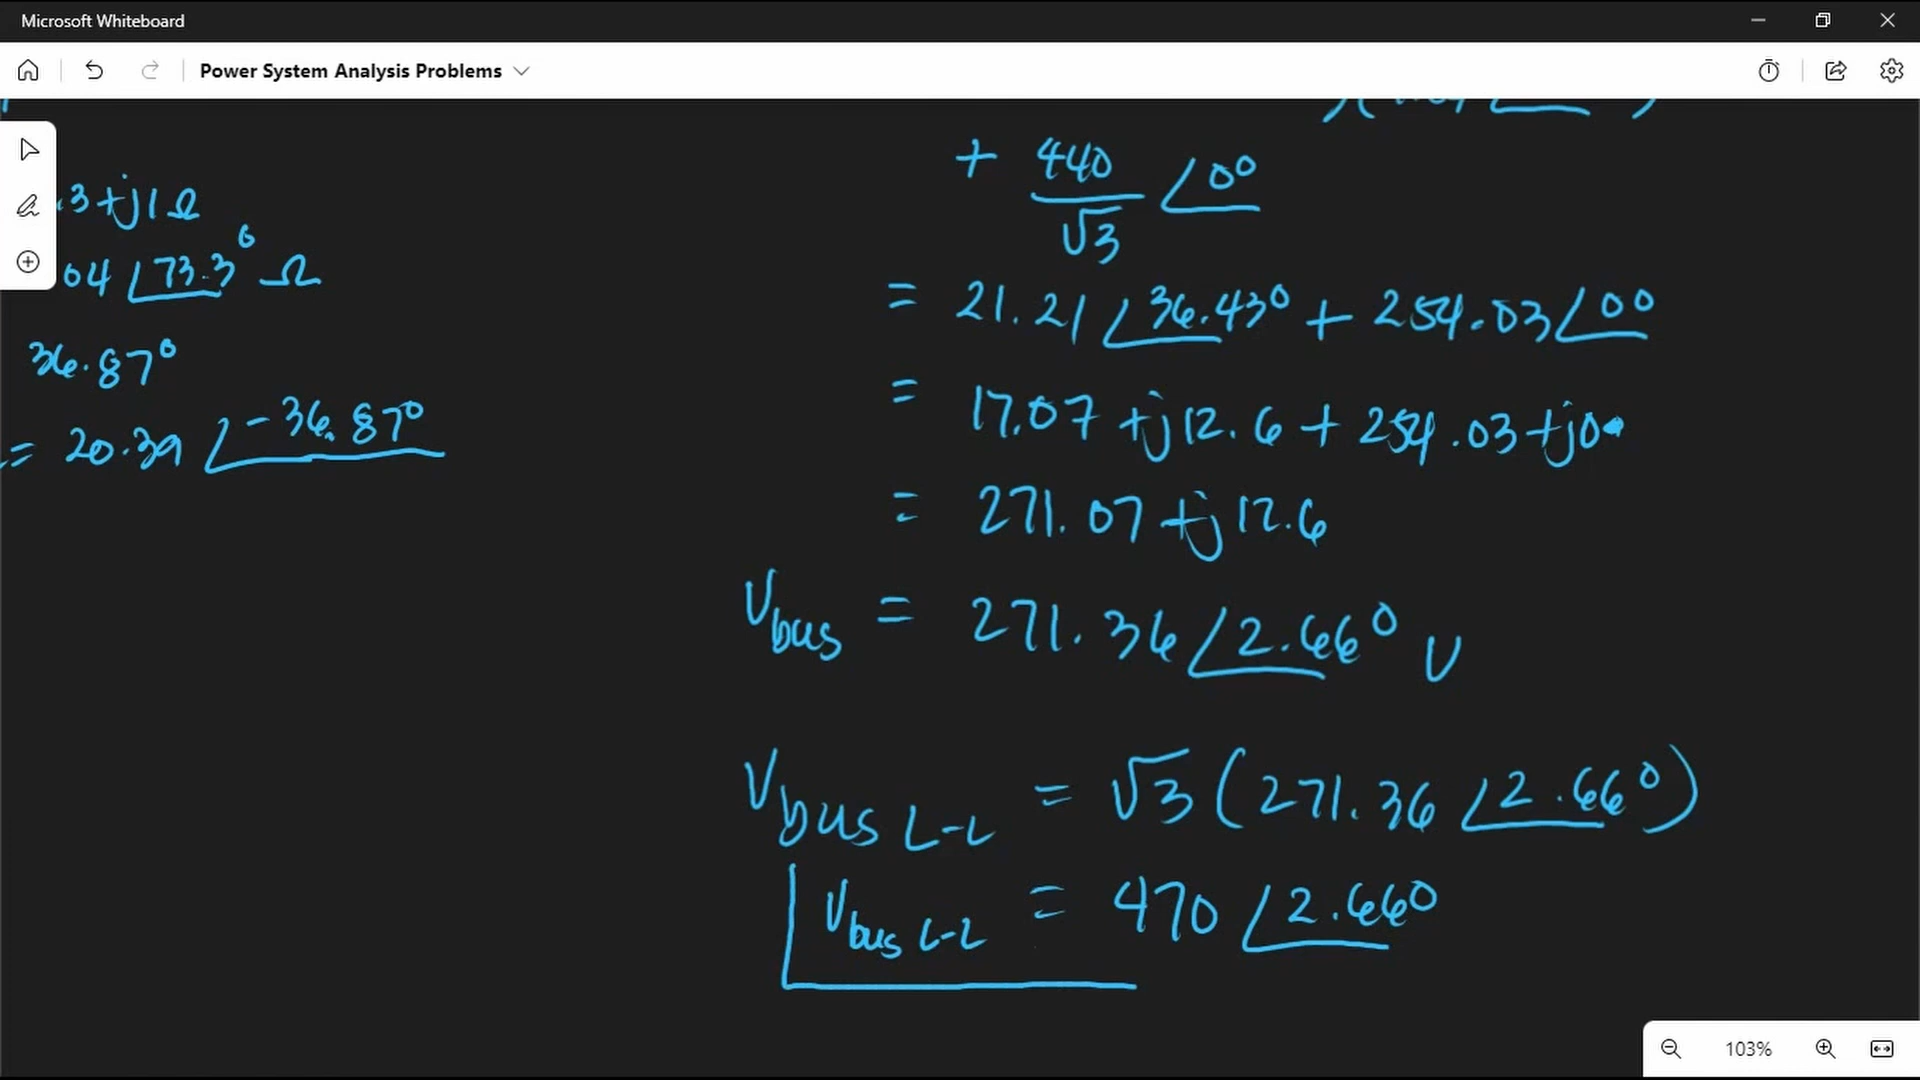 Microsoft Whiteboard
Power System Analysis Problems
.3+j1Ω
04∠73.3° Ω
36.87°
= 20.39 ∠-36.87°
+ 440/√3 ∠0°
= 21.21∠36.43° + 254.03∠0°
= 17.07 +j12.6 + 254.03+j0
= 271.07 +j12.6
Vbus = 271.36∠2.66° V
Vbus L-L = √3 (271.36∠2.66°)
Vbus L-L = 470∠2.66°
103%